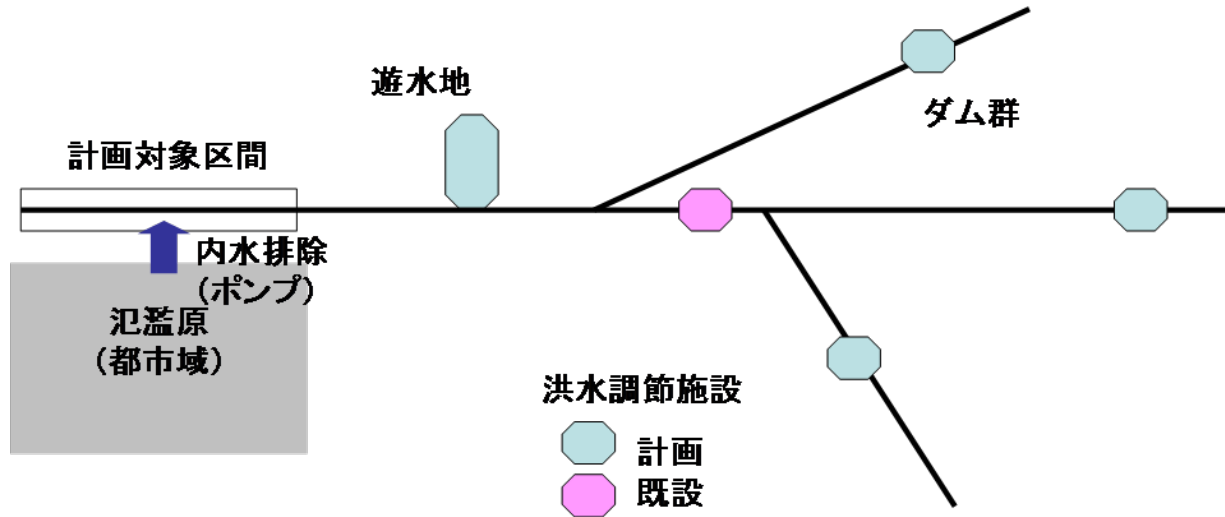 遊水地
ダム群
計画対象区間
内水排除
(ポンプ)
氾濫原
(都市域)
洪水調節施設
計画
既設